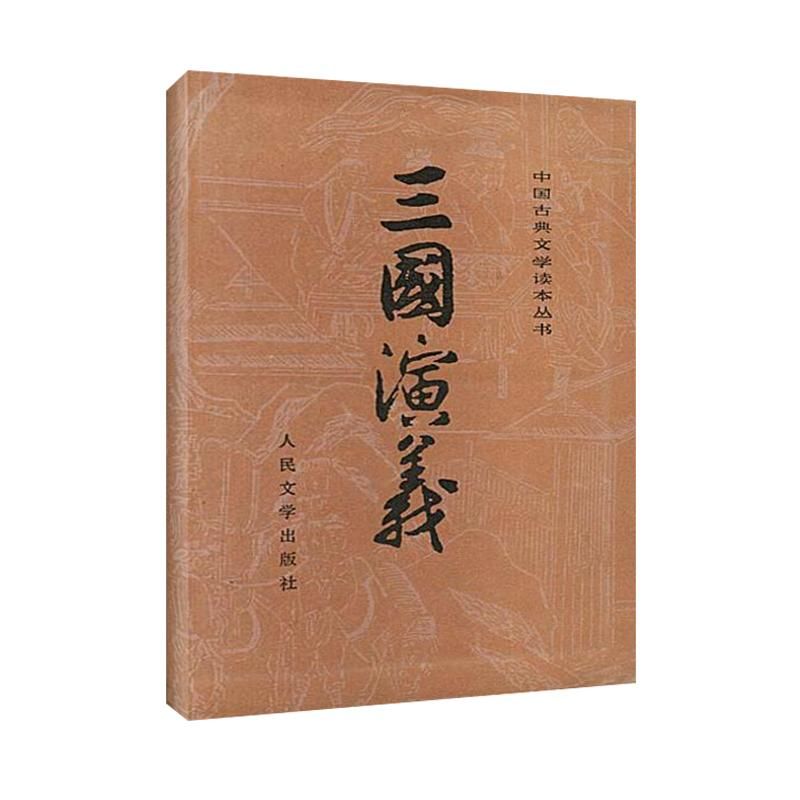 中国古典文学读本丛书
三國演義
人民文学出版社